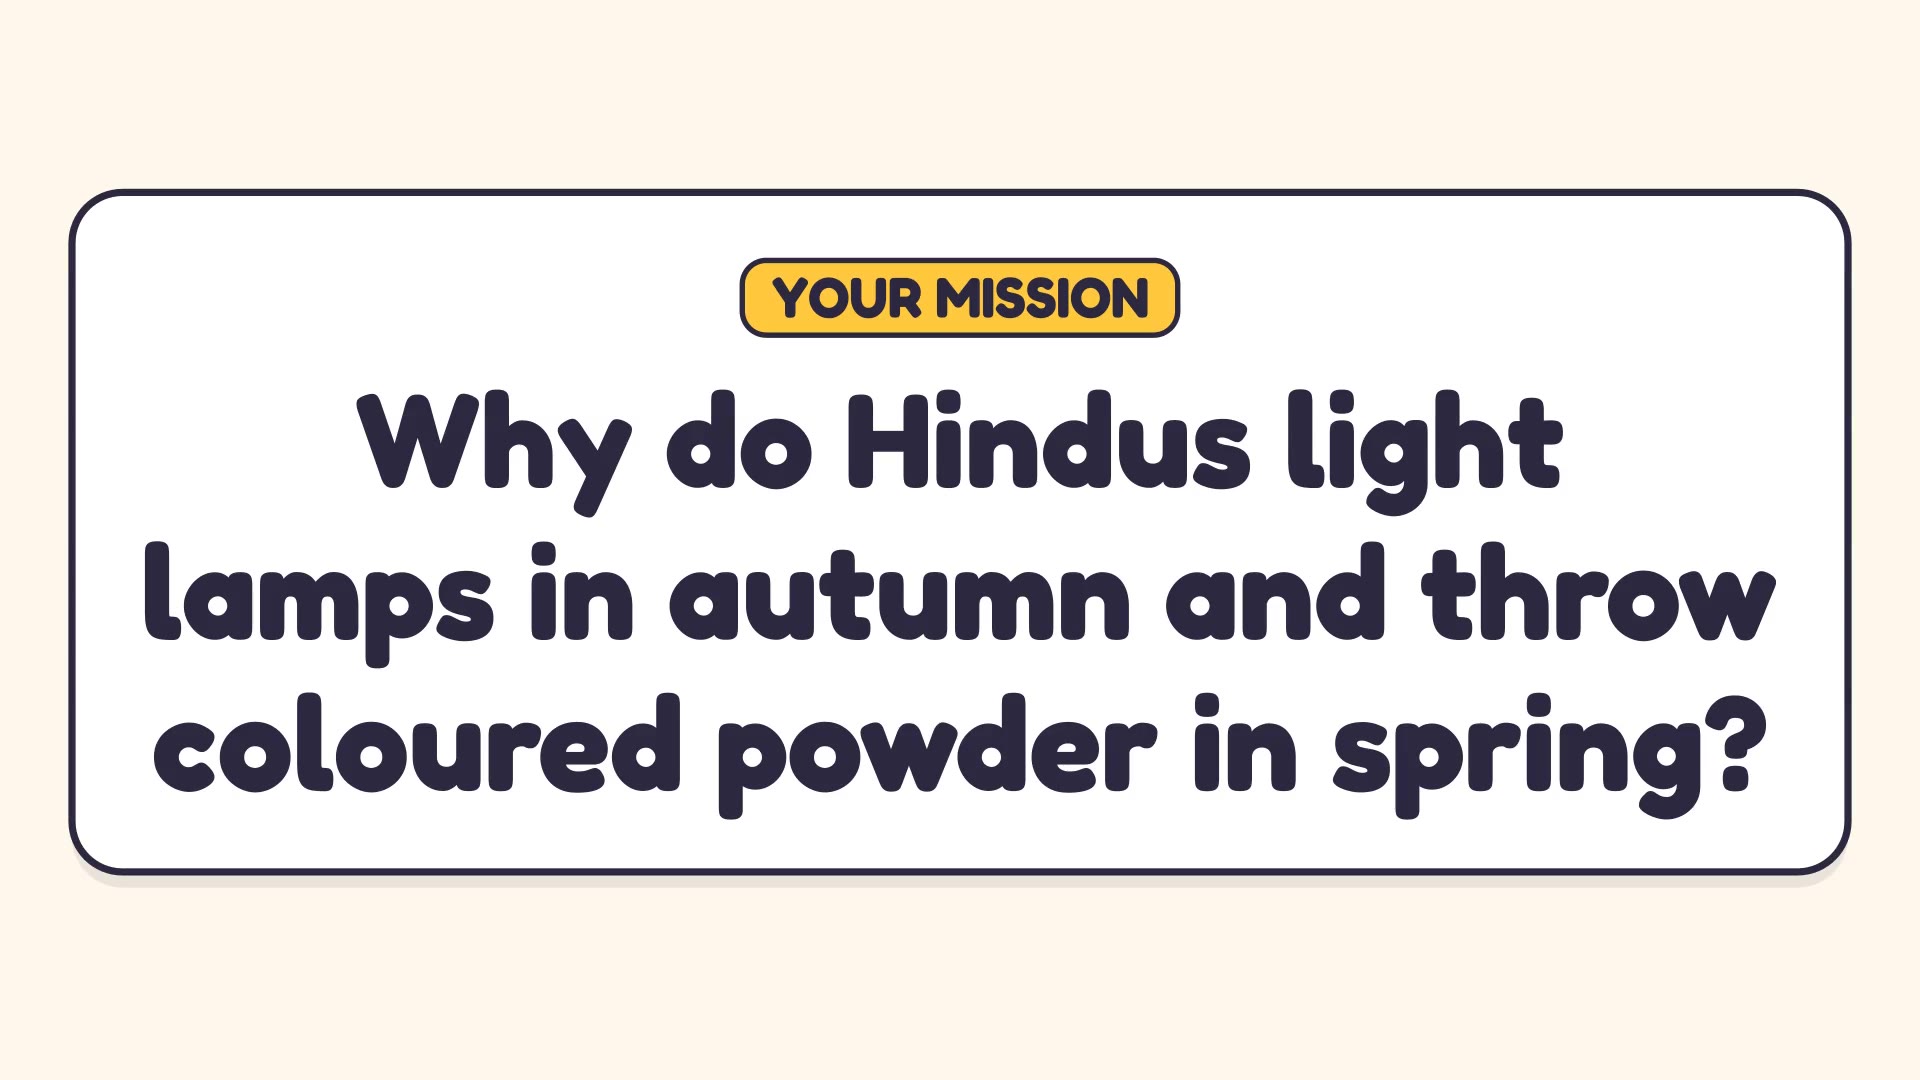 YOUR MISSION
Why do Hindus light
lamps in autumn and throw
coloured powder in spring?